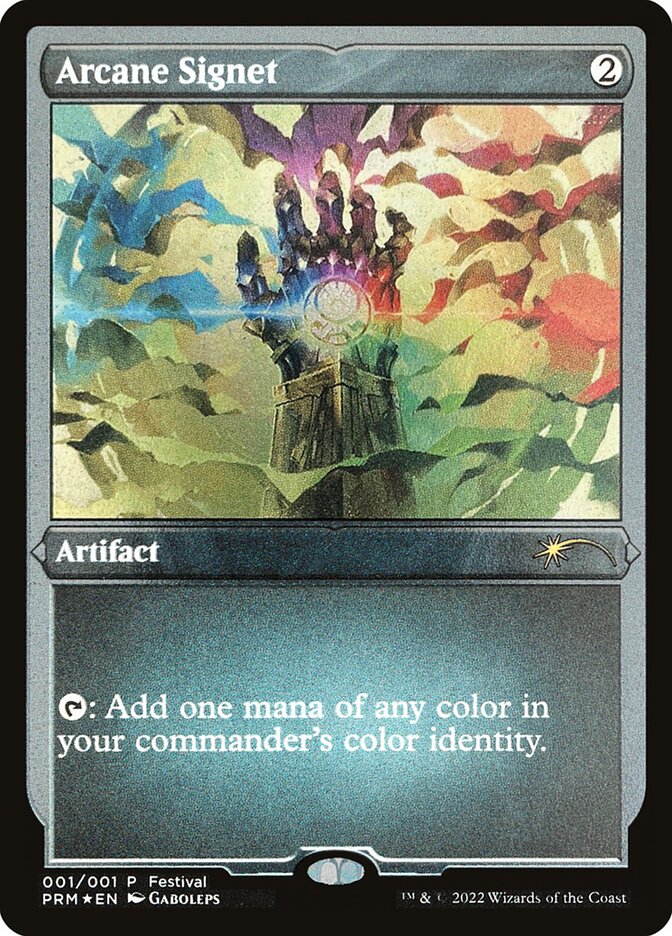 Arcane Signet 2
Artifact
: Add one mana of any color in
your commander's color identity.
001/001 P Festival
PRM★EN GABOLEPS
™ & © 2022 Wizards of the Coast